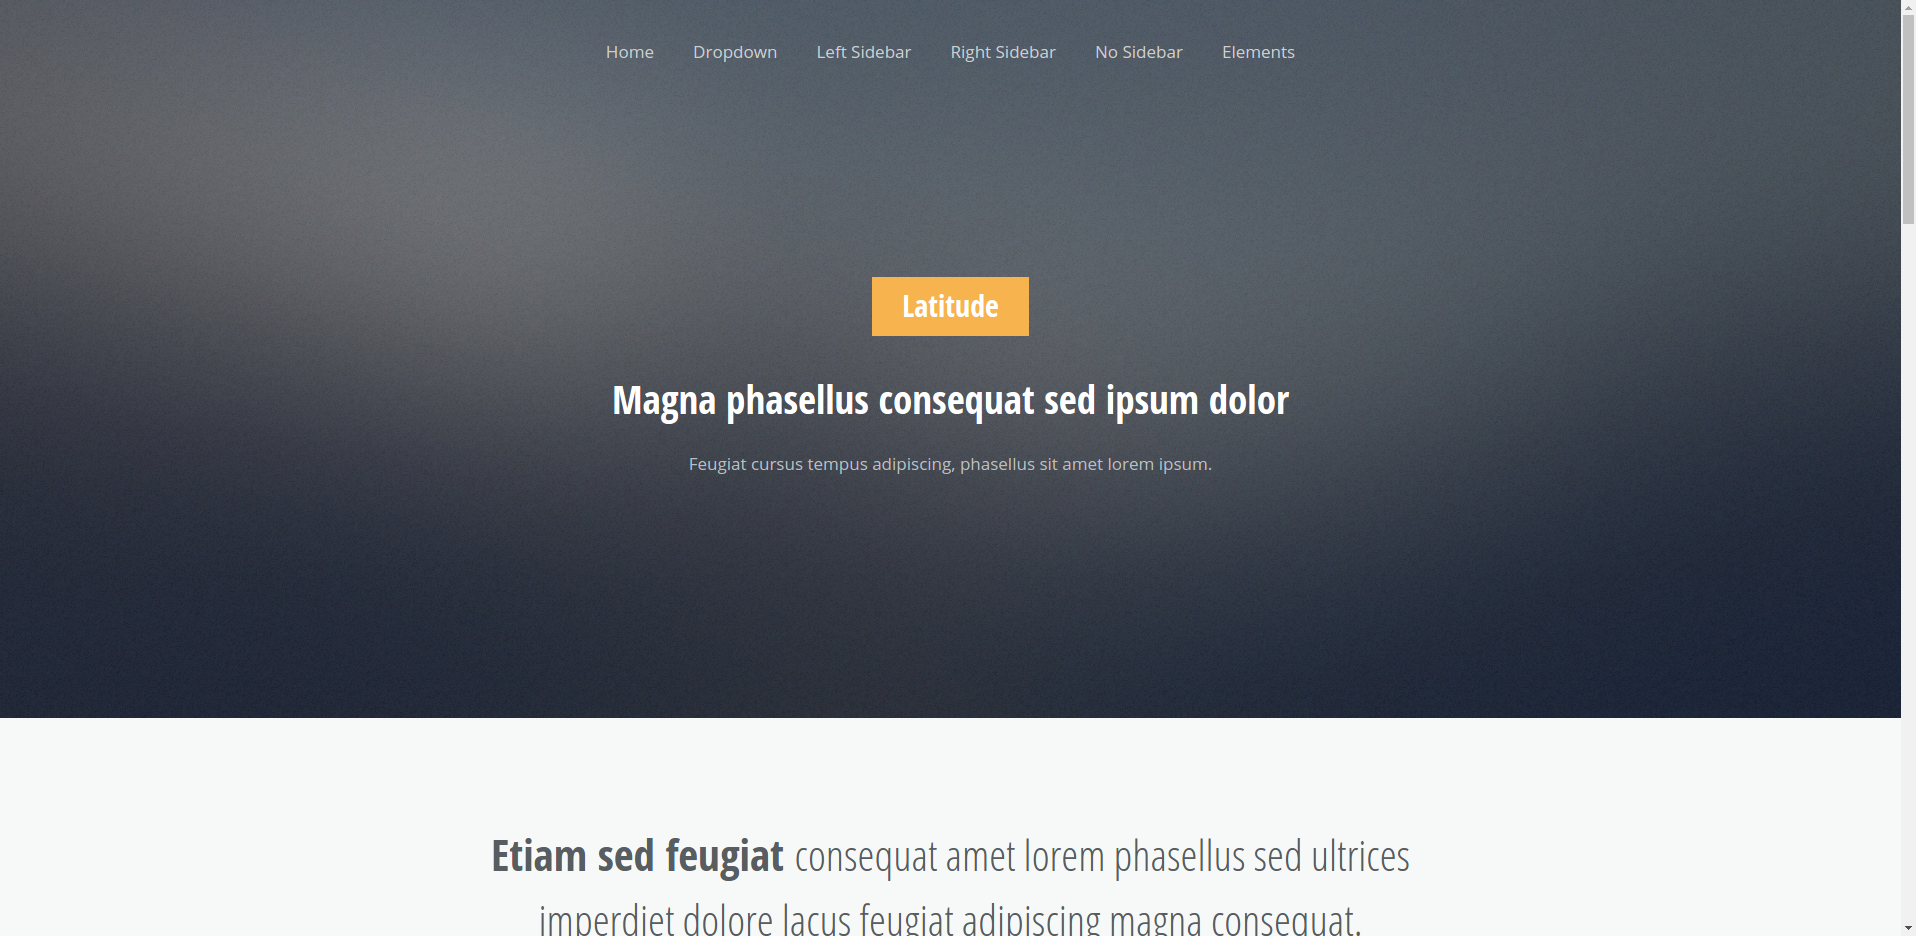 Home Dropdown Left Sidebar Right Sidebar No Sidebar Elements
Latitude
Magna phasellus consequat sed ipsum dolor
Feugiat cursus tempus adipiscing, phasellus sit amet lorem ipsum.
Etiam sed feugiat consequat amet lorem phasellus sed ultrices
imperdiet dolore lacus feugiat adipiscing magna consequat.